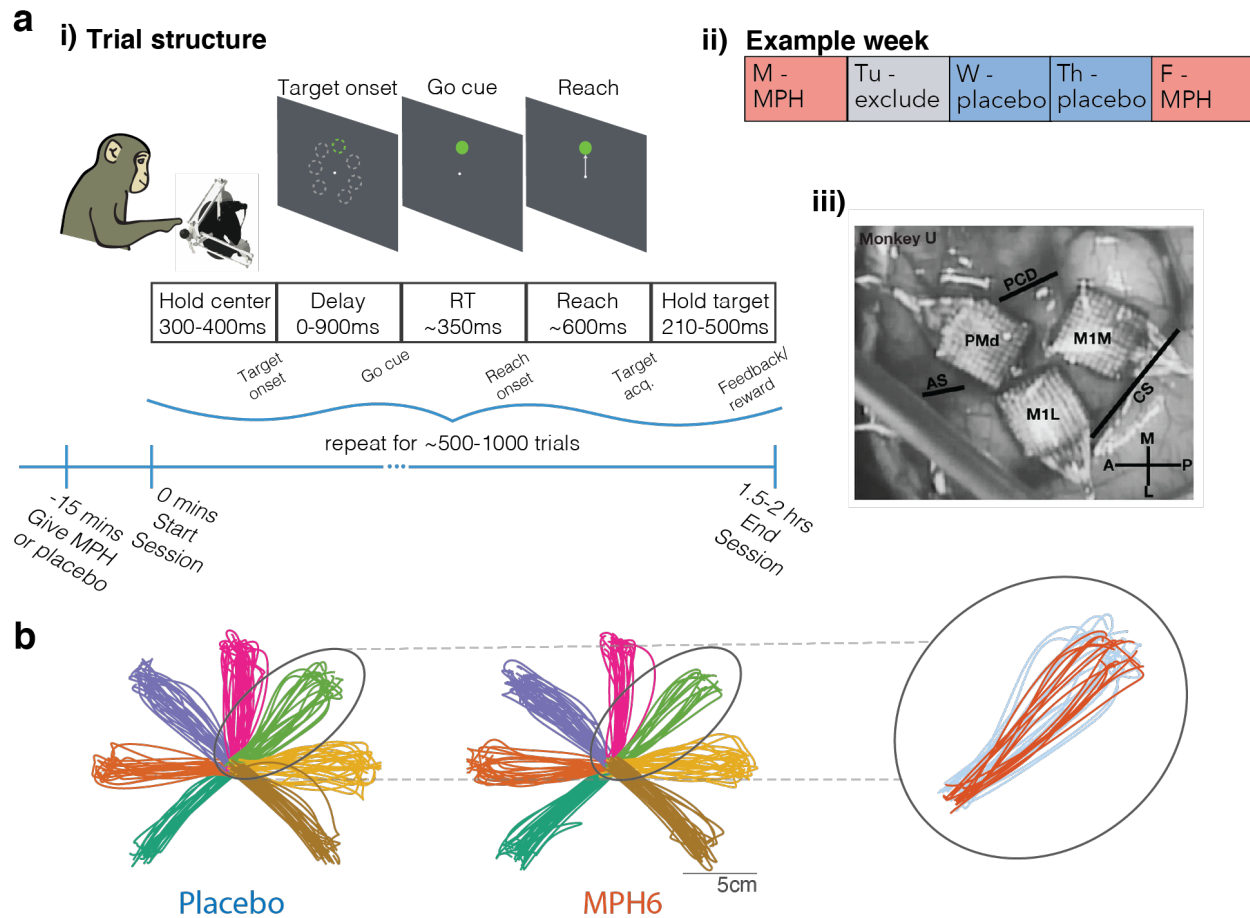 a
i) Trial structure
Target onset
Go cue
Reach
Hold center
300-400ms
Delay
0-900ms
RT
~350ms
Reach
~600ms
Hold target
210-500ms
Target
onset
Go cue
Reach
onset
Target
acq.
Feedback/
reward
repeat for ~500-1000 trials
-15 mins
Give MPH
or placebo
0 mins
Start
Session
1.5-2 hrs
End
Session
ii) Example week
M -
MPH
Tu -
exclude
W -
placebo
Th -
placebo
F -
MPH
iii)
Monkey U
PCD
PMd
M1M
AS
M1L
CS
M
A
P
L
b
Placebo
MPH6
5cm